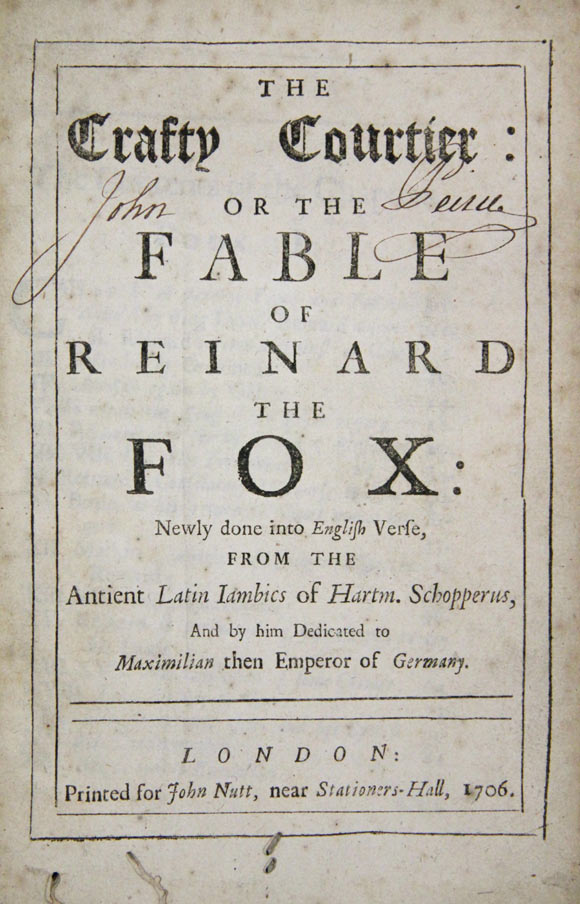 THE
Crafty Courtier:
John OR THE Peirce
FABLE
OF
REINARD
THE
FOX:
Newly done into Engliſh Verſe,
FROM THE
Antient Latin Iambics of Hartm. Schopperus,
And by him Dedicated to
Maximilian then Emperor of Germany.
LONDON:
Printed for John Nutt, near Stationers-Hall, 1706.